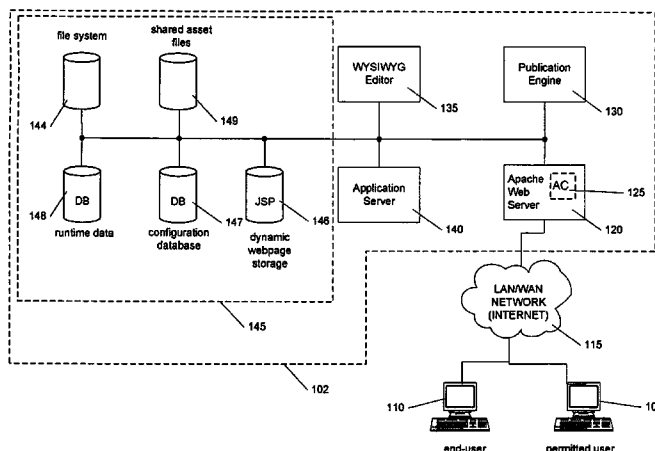 file system
shared asset
files
WYSIWYG
Editor
Publication
Engine
144
149
135
130
DB
DB
JSP
Application
Server
Apache
Web
Server
AC
125
148
147
146
140
120
runtime data
configuration
database
dynamic
webpage
storage
LAN/WAN
NETWORK
(INTERNET)
145
115
102
110
end-user
permitted user